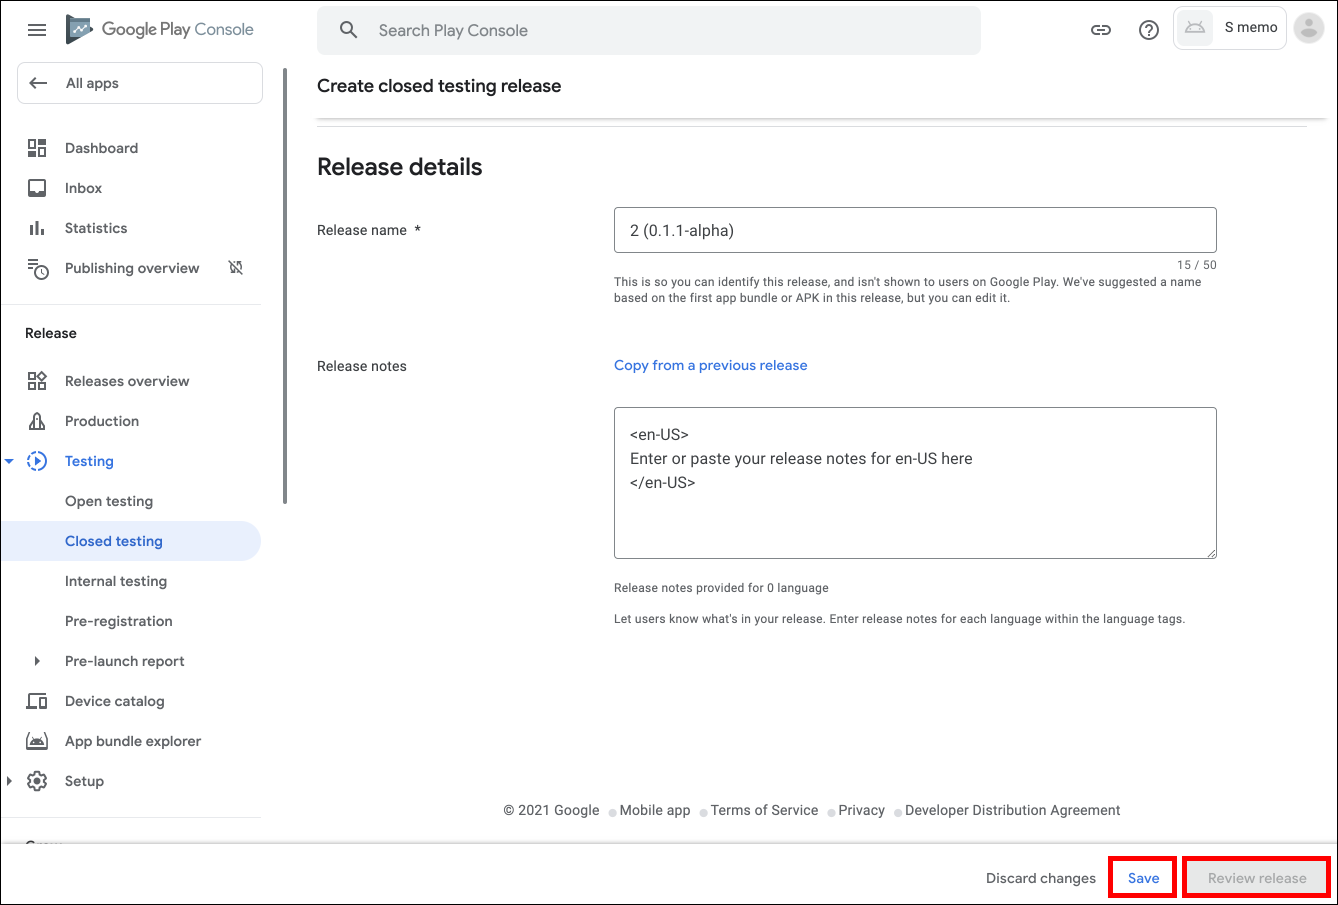 Google Play Console
Search Play Console
S memo
All apps
Create closed testing release
Dashboard
Inbox
Statistics
Publishing overview
Release
Releases overview
Production
Testing
Open testing
Closed testing
Internal testing
Pre-registration
Pre-launch report
Device catalog
App bundle explorer
Setup
Release details
Release name *
2 (0.1.1-alpha)
15 / 50
This is so you can identify this release, and isn't shown to users on Google Play. We've suggested a name
based on the first app bundle or APK in this release, but you can edit it.
Release notes
Copy from a previous release
<en-US>
Enter or paste your release notes for en-US here
</en-US>
Release notes provided for 0 language
Let users know what's in your release. Enter release notes for each language within the language tags.
© 2021 Google Mobile app Terms of Service Privacy Developer Distribution Agreement
Discard changes
Save
Review release